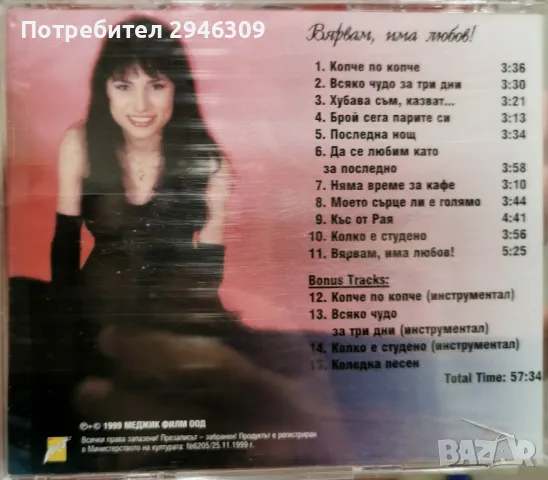 Потребител 2946309
Вярвам, има любов!
1. Копче по копче 3:36
2. Всяко чудо за три дни 3:30
3. Хубава съм, казват... 3:21
4. Брой сега парите си 3:13
5. Последна нощ 3:34
6. Да се любим като
за последно 3:58
7. Няма време за кафе 3:10
8. Моето сърце ли е голямо 3:44
9. Къс от Рая 4:41
10. Колко е студено 3:56
11. Вярвам, има любов! 5:25
Bonus Tracks:
12. Копче по копче (инструментал)
13. Всяко чудо
за три дни (инструментал)
14. Колко е студено (инструментал)
15. Коледна песен
Total Time: 57:34
℗+© 1999 МЕДЖИК ФИЛМ ООД
Всички права запазени! Презаписът – забранен! Продуктът е регистриран
в Министерството на културата: №6205/25.11.1999 г.
BAZAR